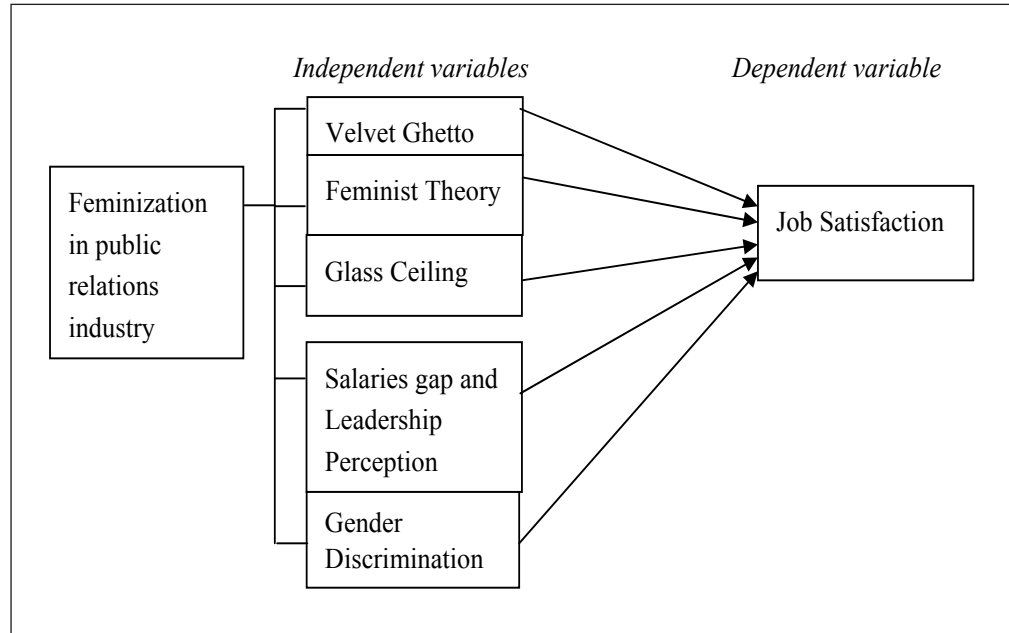 Independent variables
Dependent variable
Velvet Ghetto
Feminist Theory
Glass Ceiling
Salaries gap and
Leadership
Perception
Gender
Discrimination
Feminization
in public
relations
industry
Job Satisfaction